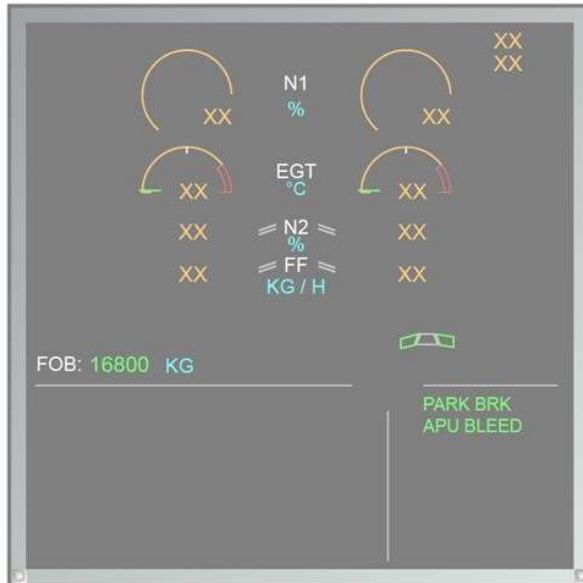 XX
XX
N1
XX % XX
EGT
XX °C XX
XX N2 XX
%
XX FF XX
KG / H
FOB: 16800 KG
PARK BRK
APU BLEED